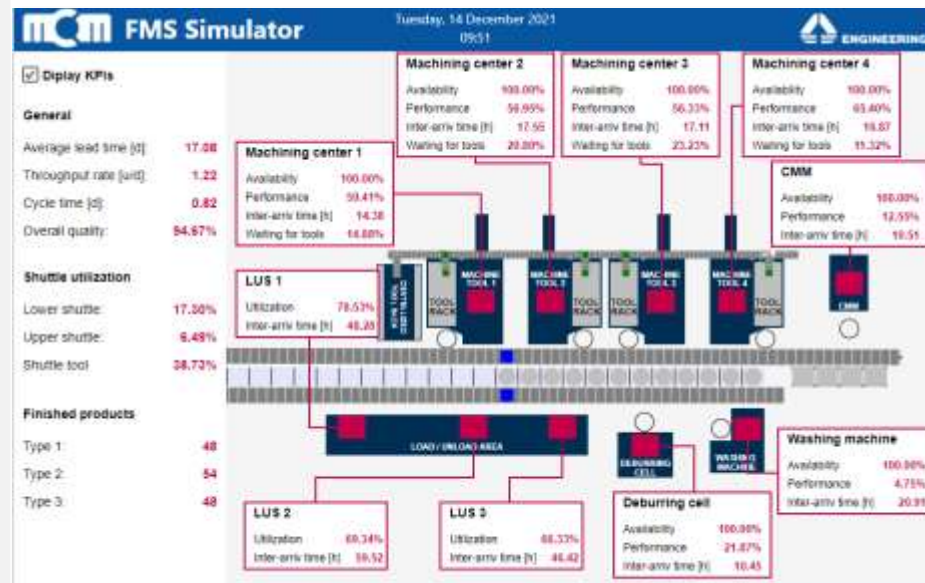 mcm FMS Simulator
Tuesday, 14 December 2021
09:51
ENGINEERING
Diplay KPIs
General
Average lead time [d]: 17.08
Throughput rate [u/d]: 1.22
Cycle time [d]: 0.82
Overall quality: 94.67%
Shuttle utilization
Lower shuttle: 17.30%
Upper shuttle: 6.49%
Shuttle tool 38.73%
Finished products
Type 1: 48
Type 2: 54
Type 3: 48
Machining center 1
Availability 100.00%
Performance 59.41%
Inter-arriv time [h] 14.38
Waiting for tools
Machining center 2
Availability 100.00%
Performance 56.95%
Inter-arriv time [h] 17.55
Waiting for tools 20.80%
Machining center 3
Availability 100.00%
Performance 56.33%
Inter-arriv time [h] 17.11
Waiting for tools 23.23%
Machining center 4
Availability 100.00%
Performance 65.40%
Inter-arriv time [h]
Waiting for tools 11.32%
CMM
Availability 100.00%
Performance 12.55%
Inter-arriv time [h] 10.51
LUS 1
Utilization 78.53%
Inter-arriv time [h]
CENTRALIZED TOOL RACK
TOOL RACK
MACHINE TOOL 1
MACHINE TOOL 2
TOOL RACK
TOOL RACK
MACHINE TOOL 3
MACHINE TOOL 4
TOOL RACK
CMM
LOAD / UNLOAD AREA
DEBURRING CELL
WASHING MACHINE
LUS 2
Utilization 69.34%
Inter-arriv time [h] 59.52
LUS 3
Utilization
Inter-arriv time [h] 46.42
Deburring cell
Availability 100.00%
Performance 21.87%
Inter-arriv time [h] 10.45
Washing machine
Availability 100.00%
Performance 4.75%
Inter-arriv time [h] 20.91